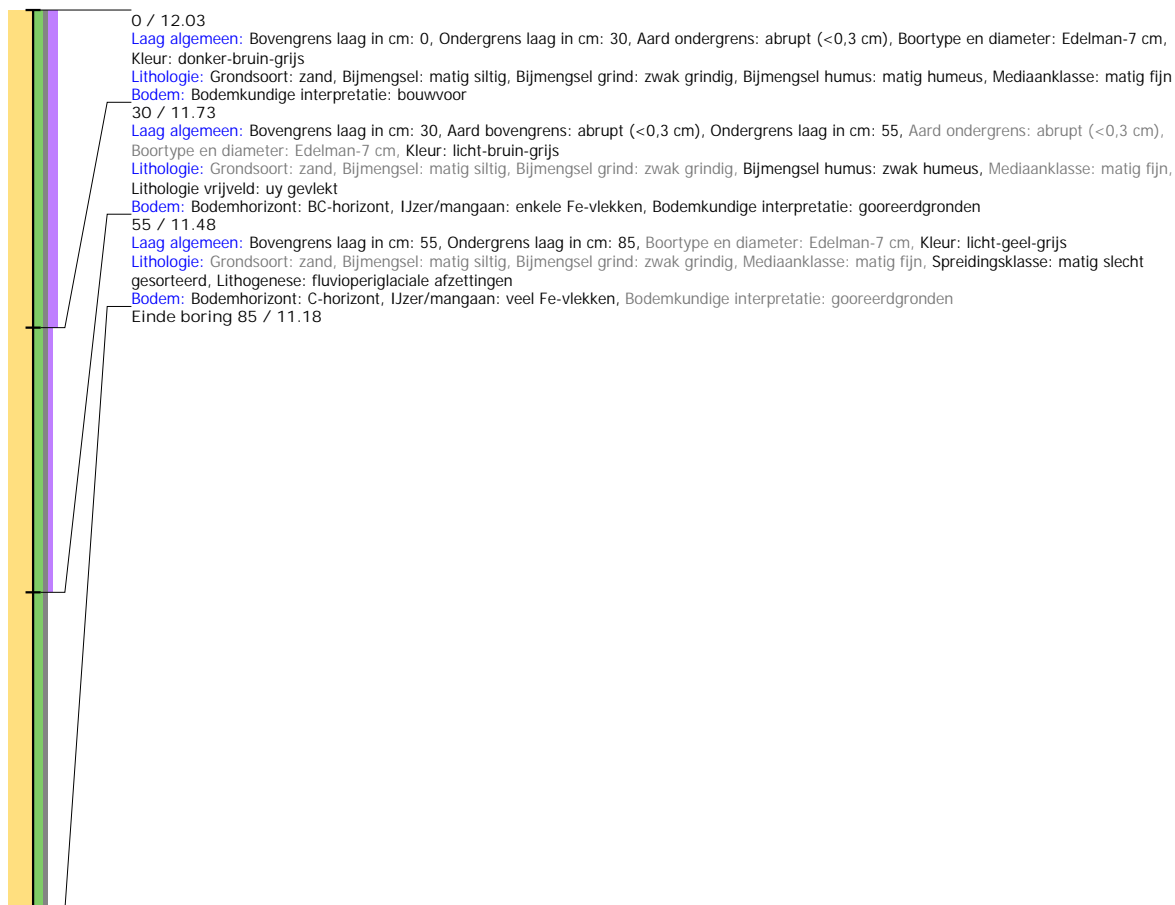 0 / 12.03
Laag algemeen: Bovengrens laag in cm: 0, Ondergrens laag in cm: 30, Aard ondergrens: abrupt (<0,3 cm), Boortype en diameter: Edelman-7 cm,
Kleur: donker-bruin-grijs
Lithologie: Grondsoort: zand, Bijmengsel: matig siltig, Bijmengsel grind: zwak grindig, Bijmengsel humus: matig humeus, Mediaanklasse: matig fijn
Bodem: Bodemkundige interpretatie: bouwvoor
30 / 11.73
Laag algemeen: Bovengrens laag in cm: 30, Aard bovengrens: abrupt (<0,3 cm), Ondergrens laag in cm: 55, Aard ondergrens: abrupt (<0,3 cm),
Boortype en diameter: Edelman-7 cm, Kleur: licht-bruin-grijs
Lithologie: Grondsoort: zand, Bijmengsel: matig siltig, Bijmengsel grind: zwak grindig, Bijmengsel humus: zwak humeus, Mediaanklasse: matig fijn,
Lithologie vrijveld: uy gevlekt
Bodem: Bodemhorizont: BC-horizont, IJzer/mangaan: enkele Fe-vlekken, Bodemkundige interpretatie: gooreerdgronden
55 / 11.48
Laag algemeen: Bovengrens laag in cm: 55, Ondergrens laag in cm: 85, Boortype en diameter: Edelman-7 cm, Kleur: licht-geel-grijs
Lithologie: Grondsoort: zand, Bijmengsel: matig siltig, Bijmengsel grind: zwak grindig, Mediaanklasse: matig fijn, Spreidingsklasse: matig slecht
gesorteerd, Lithogenese: fluvioperiglaciale afzettingen
Bodem: Bodemhorizont: C-horizont, IJzer/mangaan: veel Fe-vlekken, Bodemkundige interpretatie: gooreerdgronden
Einde boring 85 / 11.18